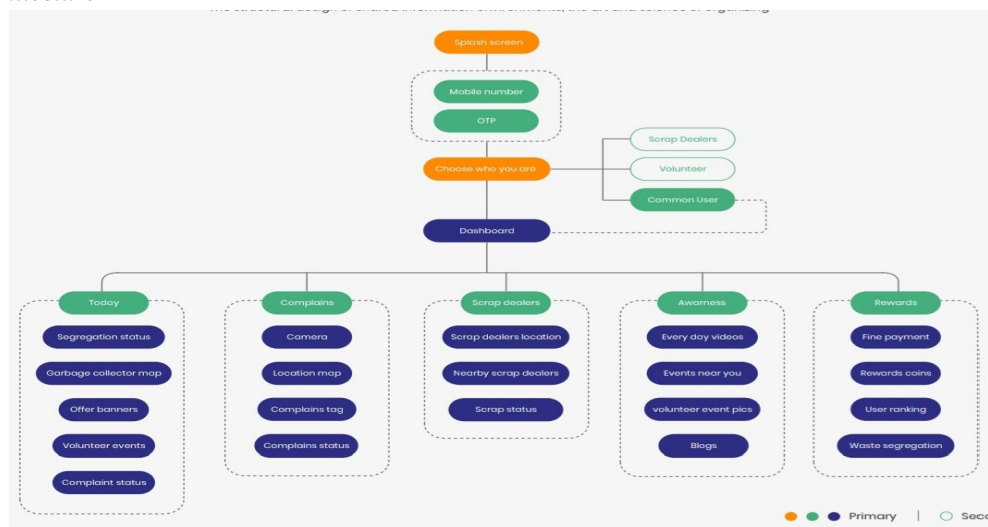 Splash screen
Mobile number
OTP
Choose who you are
Scrap Dealers
Volunteer
Common User
Dashboard
Today
Segregation status
Garbage collector map
Offer banners
Volunteer events
Complaint status
Complains
Camera
Location map
Complains tag
Complains status
Scrap dealers
Scrap dealers location
Nearby scrap dealers
Scrap status
Awarness
Every day videos
Events near you
volunteer event pics
Blogs
Rewards
Fine payment
Rewards coins
User ranking
Waste segregation
Primary | Seco